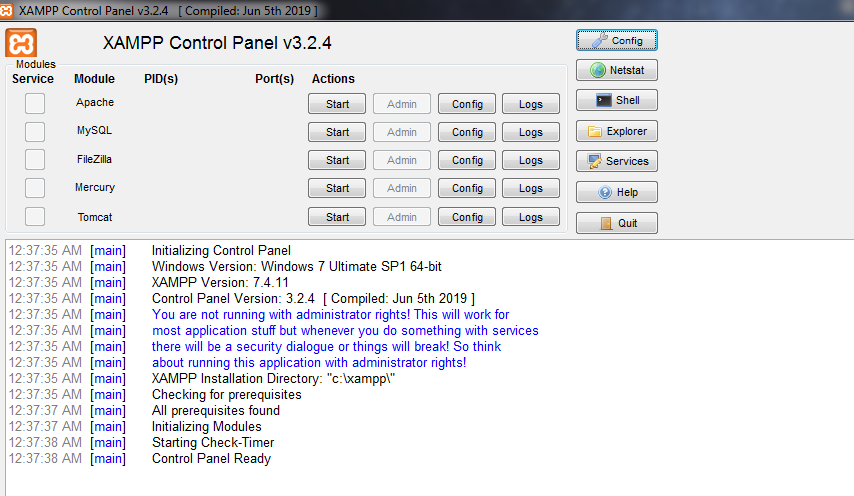 XAMPP Control Panel v3.2.4 [ Compiled: Jun 5th 2019 ]
XAMPP Control Panel v3.2.4
Config
Modules
Service Module PID(s) Port(s) Actions
Netstat
Apache Start Admin Config Logs
Shell
MySQL Start Admin Config Logs
Explorer
FileZilla Start Admin Config Logs
Services
Mercury Start Admin Config Logs
Help
Tomcat Start Admin Config Logs
Quit
12:37:35 AM [main] Initializing Control Panel
12:37:35 AM [main] Windows Version: Windows 7 Ultimate SP1 64-bit
12:37:35 AM [main] XAMPP Version: 7.4.11
12:37:35 AM [main] Control Panel Version: 3.2.4 [ Compiled: Jun 5th 2019 ]
12:37:35 AM [main] You are not running with administrator rights! This will work for
12:37:35 AM [main] most application stuff but whenever you do something with services
12:37:35 AM [main] there will be a security dialogue or things will break! So think
12:37:35 AM [main] about running this application with administrator rights!
12:37:35 AM [main] XAMPP Installation Directory: "c:\xampp\"
12:37:35 AM [main] Checking for prerequisites
12:37:37 AM [main] All prerequisites found
12:37:37 AM [main] Initializing Modules
12:37:38 AM [main] Starting Check-Timer
12:37:38 AM [main] Control Panel Ready